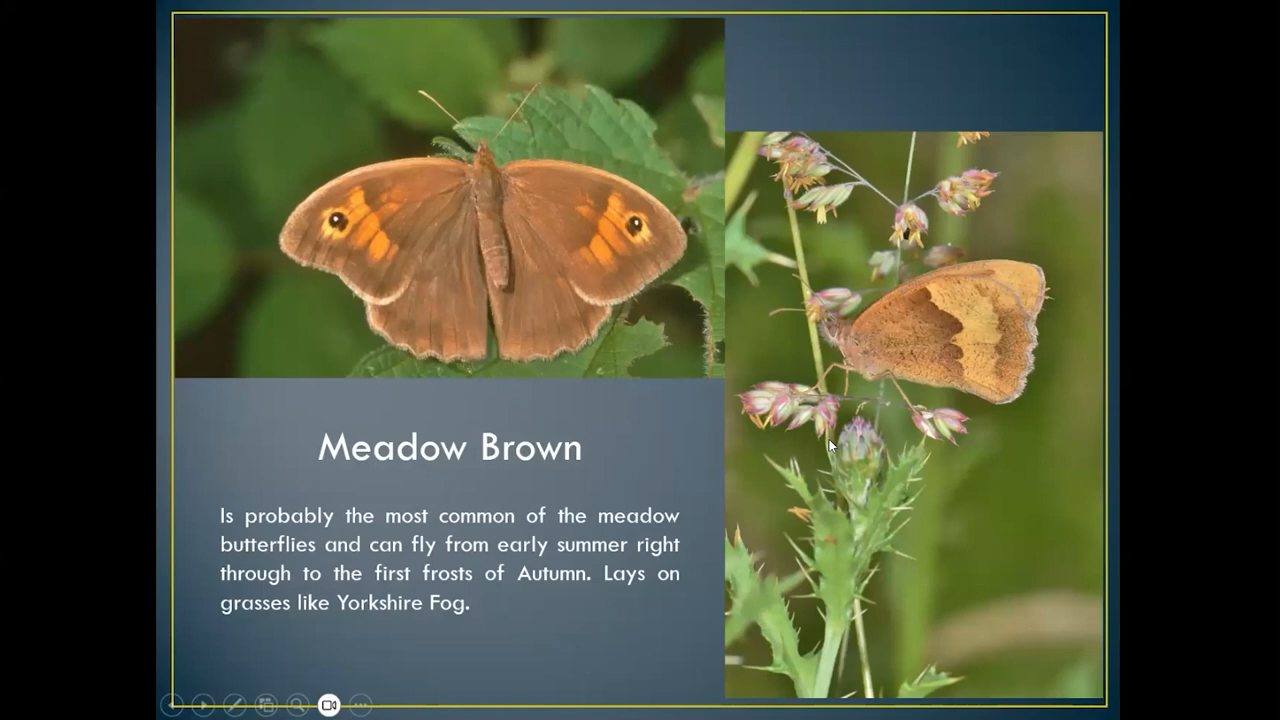 Meadow Brown
Is probably the most common of the meadow
butterflies and can fly from early summer right
through to the first frosts of Autumn. Lays on
grasses like Yorkshire Fog.